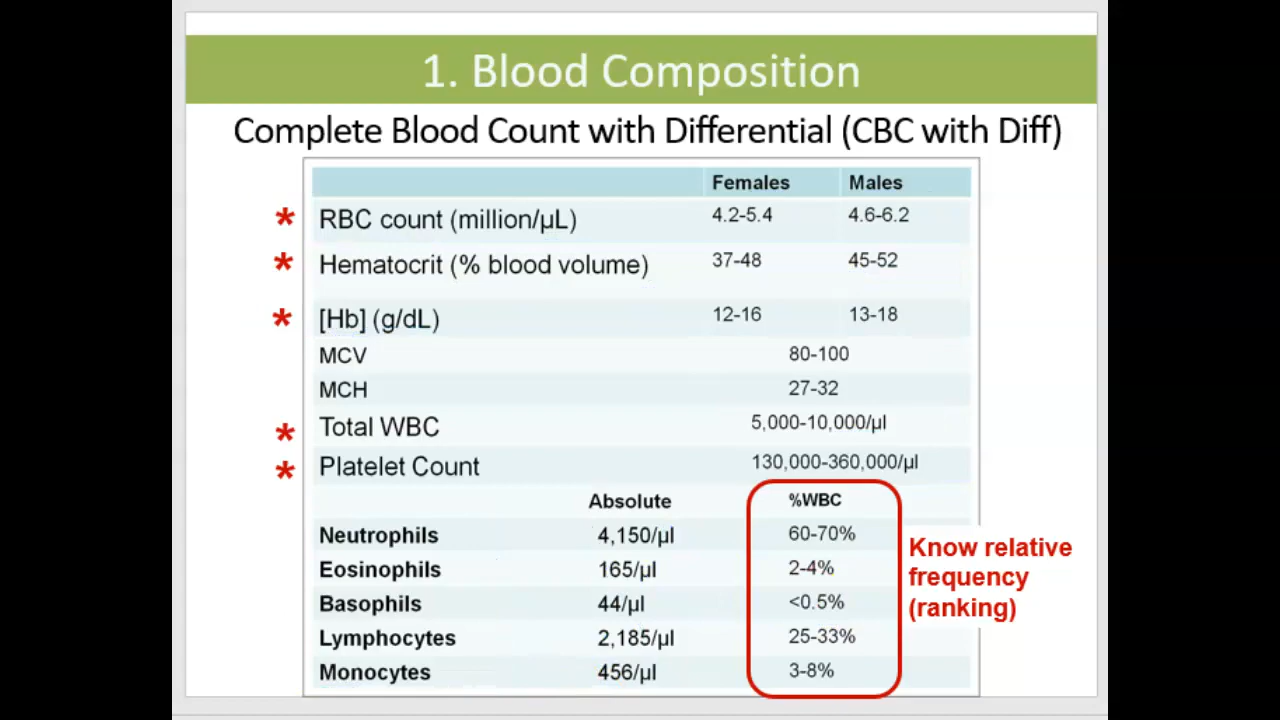 1. Blood Composition
Complete Blood Count with Differential (CBC with Diff)
Females Males
* RBC count (million/µL) 4.2-5.4 4.6-6.2
* Hematocrit (% blood volume) 37-48 45-52
* [Hb] (g/dL) 12-16 13-18
MCV 80-100
MCH 27-32
* Total WBC 5,000-10,000/µl
* Platelet Count 130,000-360,000/µl
Absolute %WBC
Neutrophils 4,150/µl 60-70%
Eosinophils 165/µl 2-4%
Basophils 44/µl <0.5%
Lymphocytes 2,185/µl 25-33%
Monocytes 456/µl 3-8%
Know relative
frequency
(ranking)